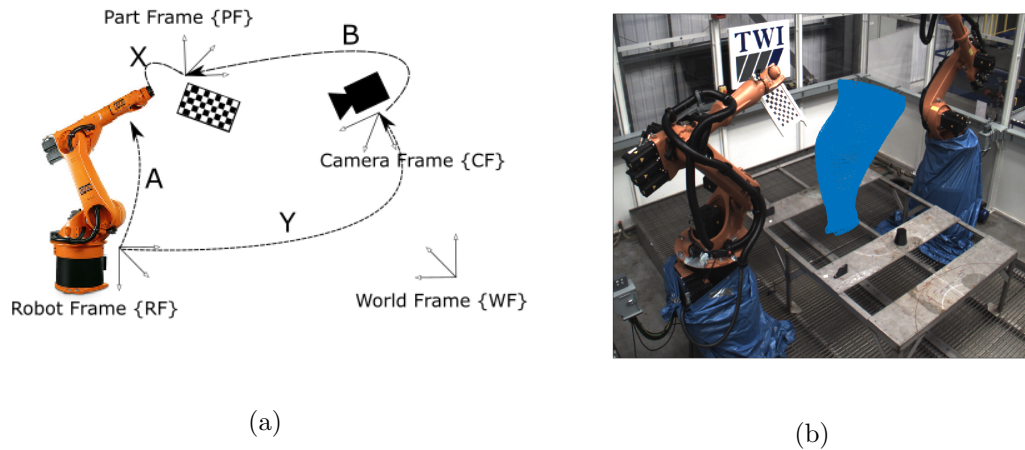 Part Frame {PF}
X
B
A
Camera Frame {CF}
Y
Robot Frame {RF}
World Frame {WF}
TWI
(a)
(b)